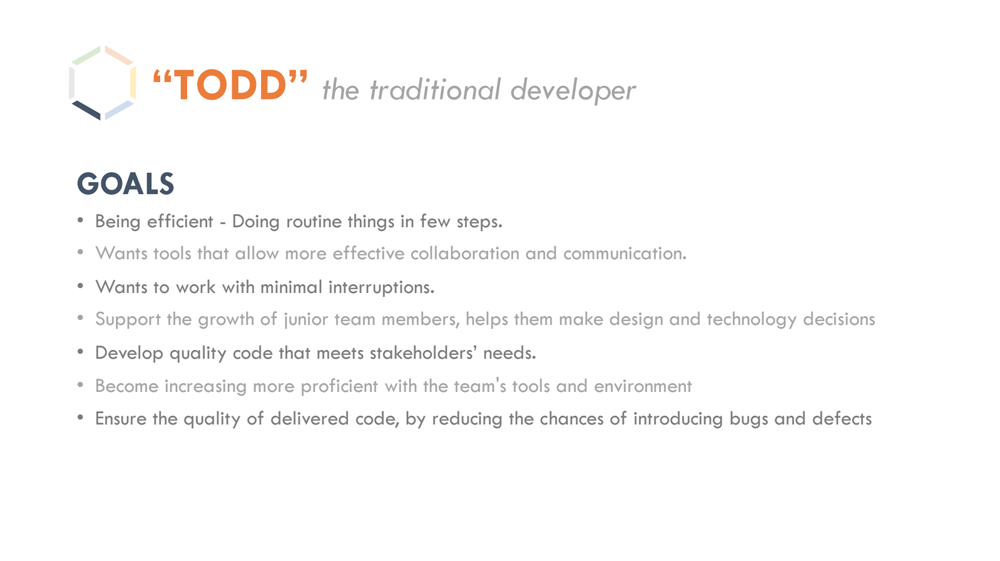 “TODD” the traditional developer
GOALS
• Being efficient - Doing routine things in few steps.
• Wants tools that allow more effective collaboration and communication.
• Wants to work with minimal interruptions.
• Support the growth of junior team members, helps them make design and technology decisions
• Develop quality code that meets stakeholders’ needs.
• Become increasing more proficient with the team's tools and environment
• Ensure the quality of delivered code, by reducing the chances of introducing bugs and defects